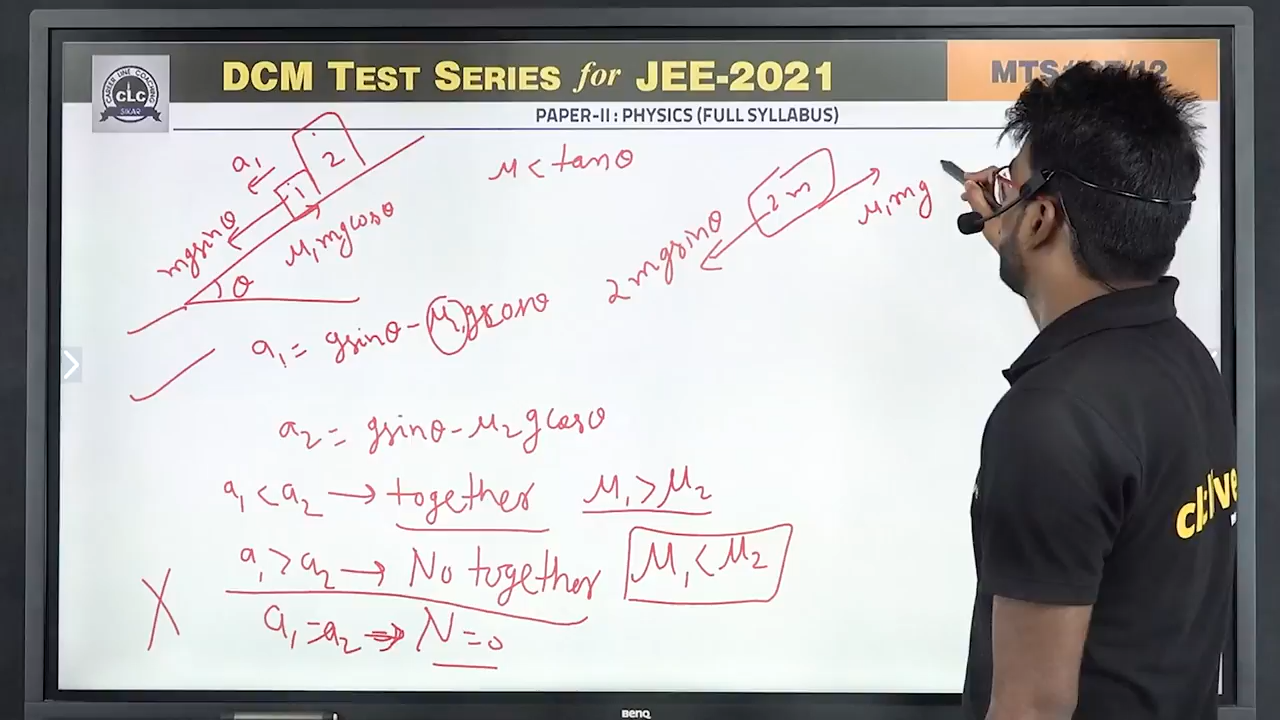 DCM TEST SERIES for JEE-2021
CLC
SIKAR
PAPER-II : PHYSICS (FULL SYLLABUS)
a₁
2
1
mgsinθ
μ₁mgcosθ
θ
μ < tanθ
2m
2mgsinθ
μ₁mg
a₁ = gsinθ - μ₁gcosθ
a₂ = gsinθ - μ₂gcosθ
a₁ < a₂ → together μ₁ > μ₂
a₁ > a₂ → No together μ₁ < μ₂
a₁ = a₂ → N = 0
BenQ